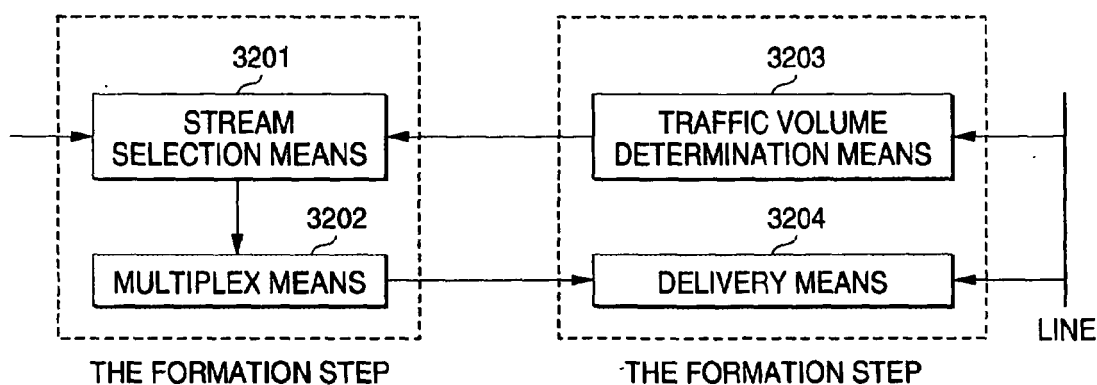 3201
STREAM
SELECTION MEANS
3203
TRAFFIC VOLUME
DETERMINATION MEANS
3202
MULTIPLEX MEANS
3204
DELIVERY MEANS
LINE
THE FORMATION STEP
THE FORMATION STEP